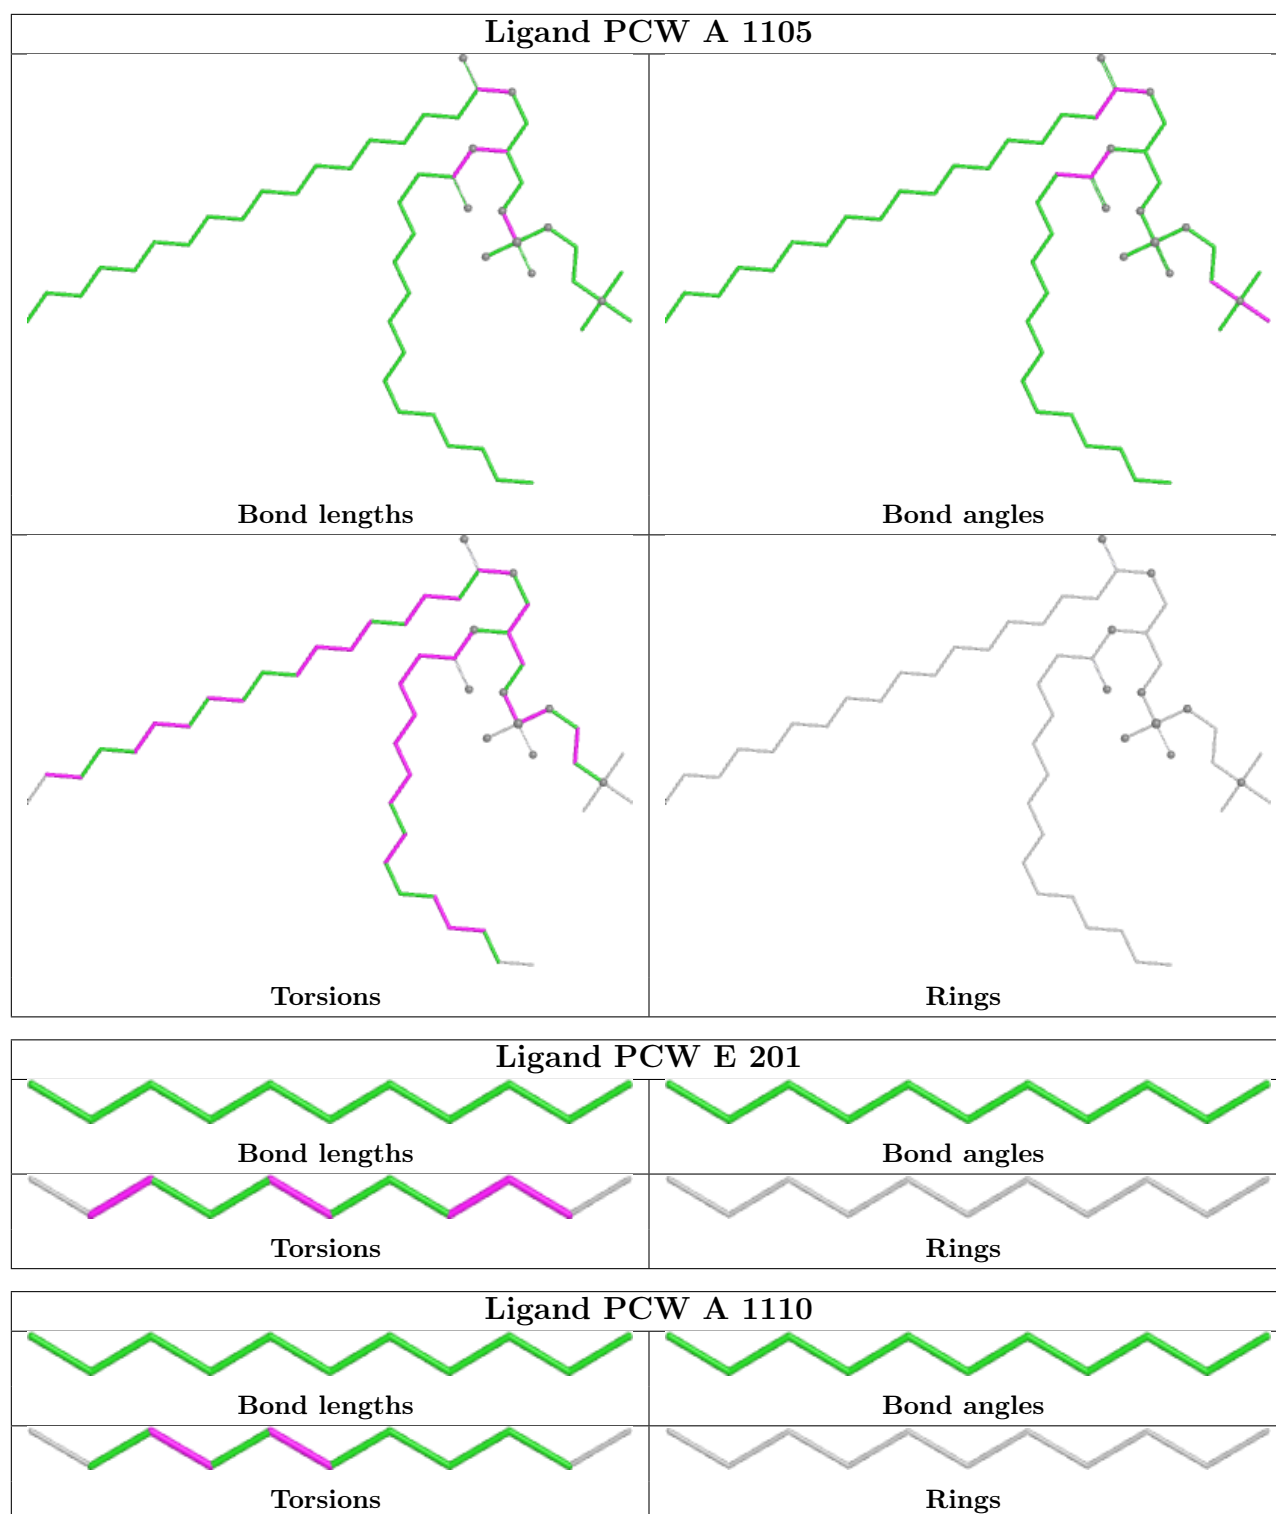 Ligand PCW A 1105
Bond lengths
Bond angles
Torsions
Rings
Ligand PCW E 201
Bond lengths
Bond angles
Torsions
Rings
Ligand PCW A 1110
Bond lengths
Bond angles
Torsions
Rings